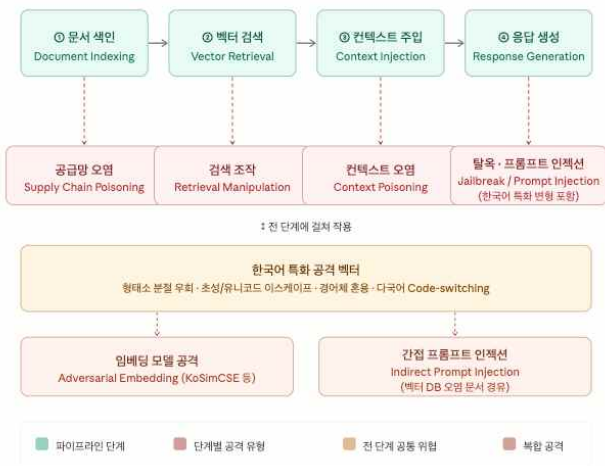 ① 문서 색인
Document Indexing
② 벡터 검색
Vector Retrieval
③ 컨텍스트 주입
Context Injection
④ 응답 생성
Response Generation
공급망 오염
Supply Chain Poisoning
검색 조작
Retrieval Manipulation
컨텍스트 오염
Context Poisoning
탈옥 · 프롬프트 인젝션
Jailbreak / Prompt Injection
(한국어 특화 변형 포함)
↕ 전 단계에 걸쳐 작용
한국어 특화 공격 벡터
형태소 분절 우회 · 초성/유니코드 이스케이프 · 경어체 혼용 · 다국어 Code-switching
임베딩 모델 공격
Adversarial Embedding (KoSimCSE 등)
간접 프롬프트 인젝션
Indirect Prompt Injection
(벡터 DB 오염 문서 경유)
파이프라인 단계
단계별 공격 유형
전 단계 공통 위협
복합 공격